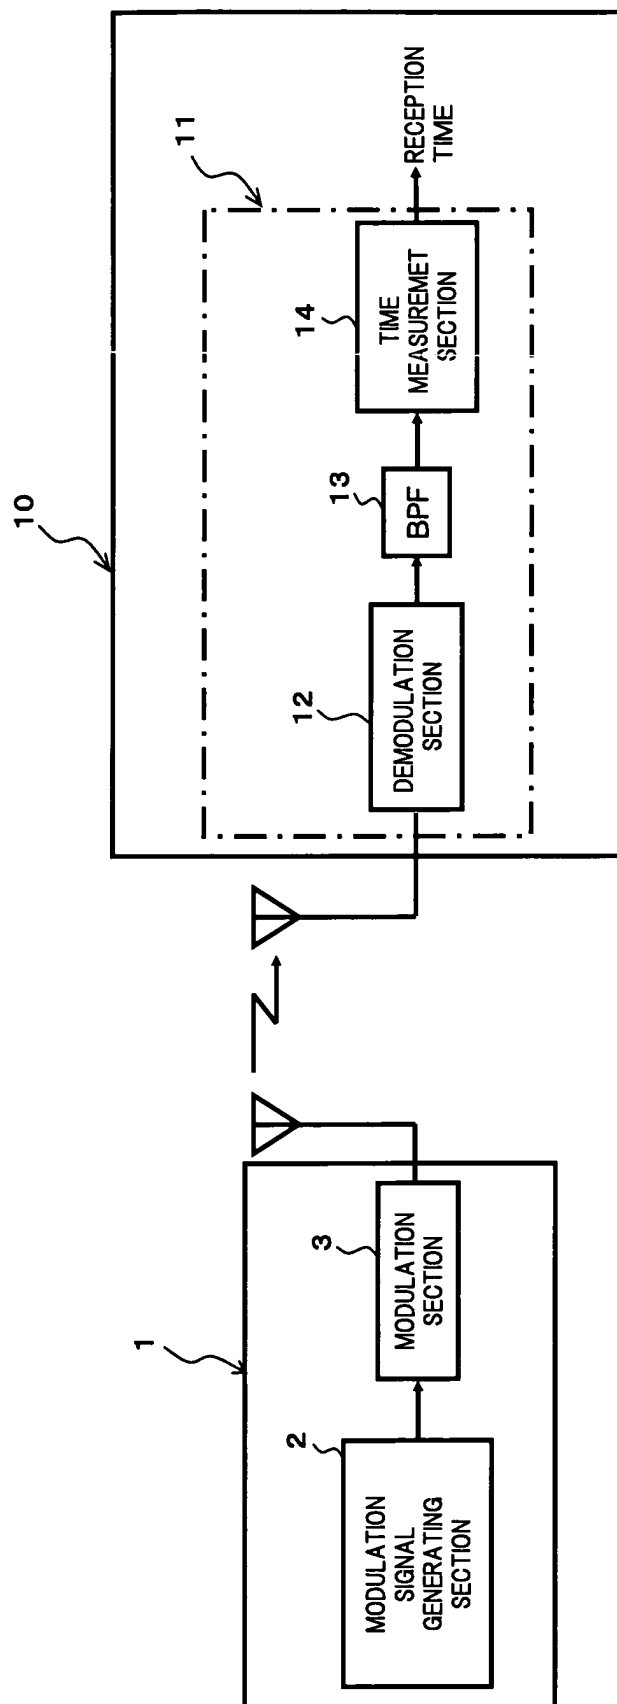 1
2
MODULATION
SIGNAL
GENERATING
SECTION
3
MODULATION
SECTION
10
11
12
DEMODULATION
SECTION
13
BPF
14
TIME
MEASUREMET
SECTION
RECEPTION
TIME